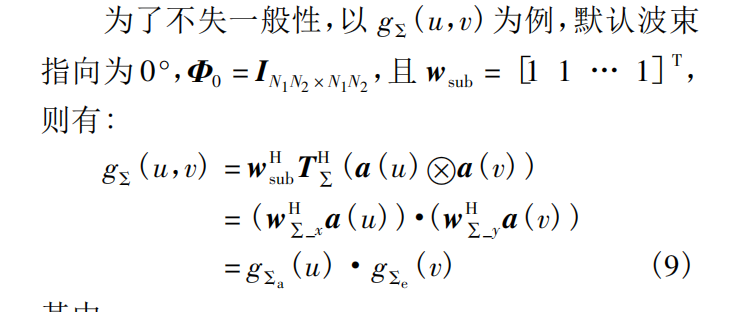 为了不失一般性,以 g_Σ(u,v) 为例,默认波束
指向为 0°,Φ_0 = I_{N_1N_2×N_1N_2},且 w_sub = [1 1 … 1]^T,
则有:
g_Σ(u,v) = w_sub^H T_Σ^H (a(u)⊗a(v))
= (w_{Σ_x}^H a(u))·(w_{Σ_y}^H a(v))
= g_{Σ_a}(u) · g_{Σ_e}(v) (9)